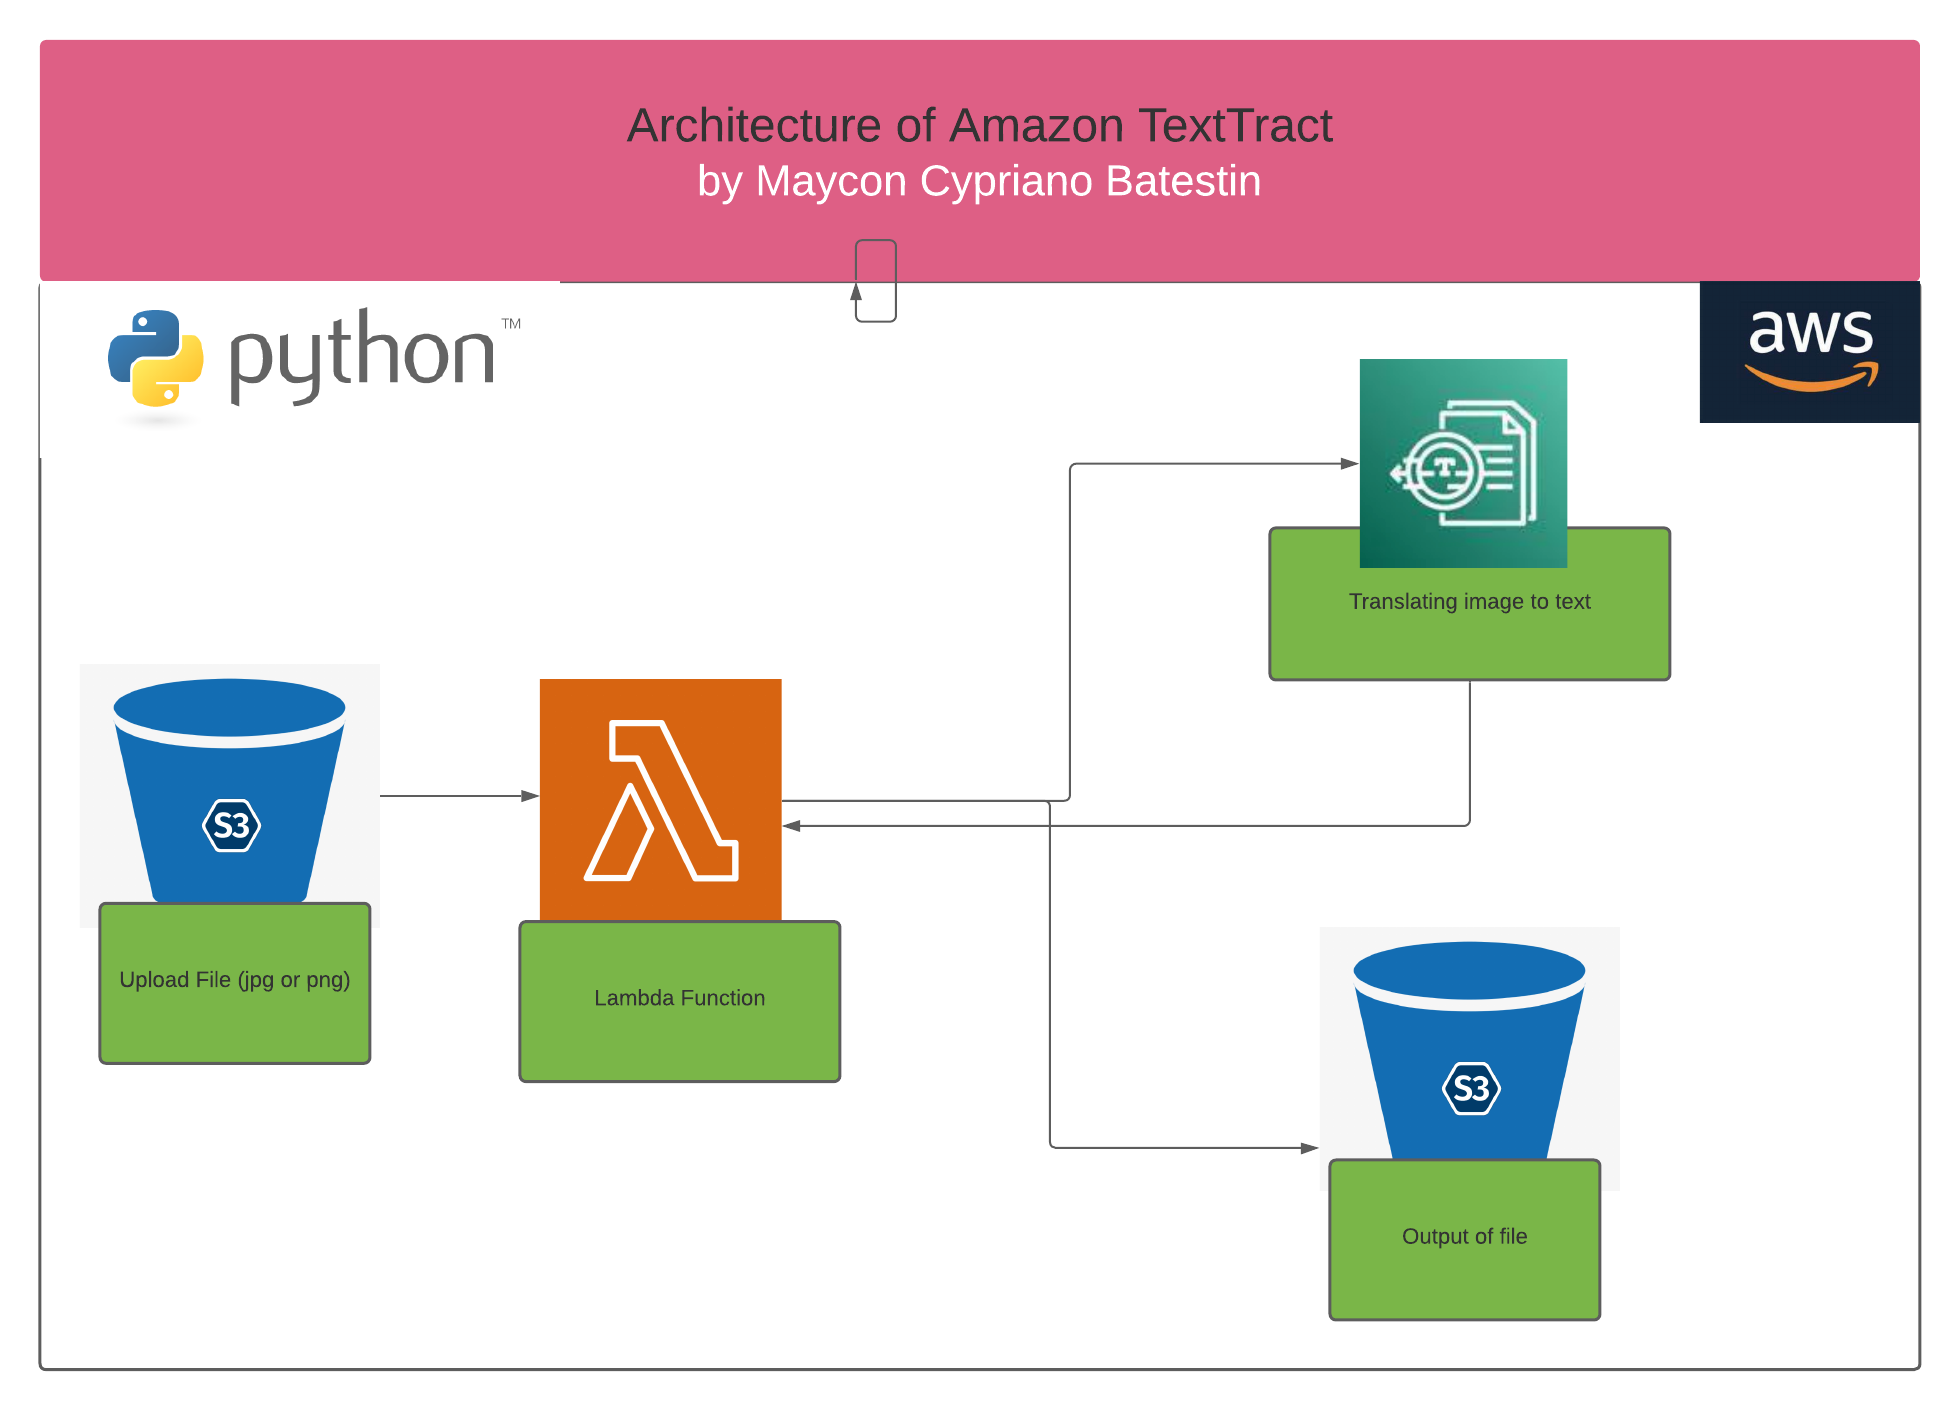 Architecture of Amazon TextTract
by Maycon Cypriano Batestin
python™
aws
Translating image to text
S3
Upload File (jpg or png)
Lambda Function
S3
Output of file